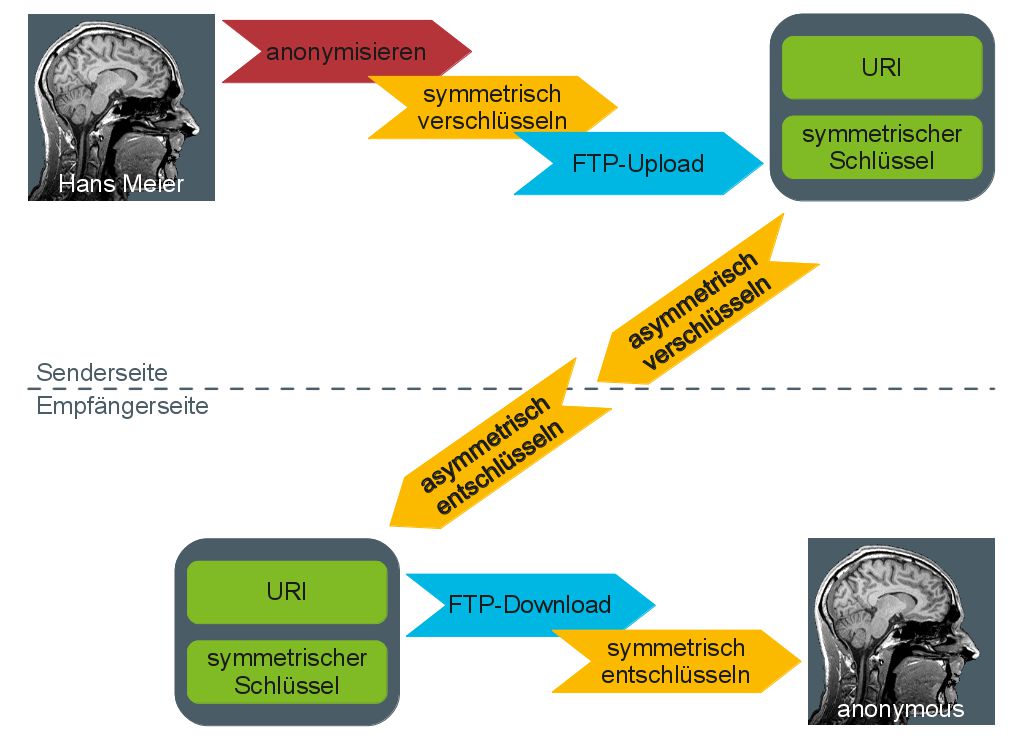 Hans Meier
anonymisieren
symmetrisch
verschlüsseln
FTP-Upload
URI
symmetrischer
Schlüssel
asymmetrisch
verschlüsseln
Senderseite
Empfängerseite
asymmetrisch
entschlüsseln
URI
symmetrischer
Schlüssel
FTP-Download
symmetrisch
entschlüsseln
anonymous